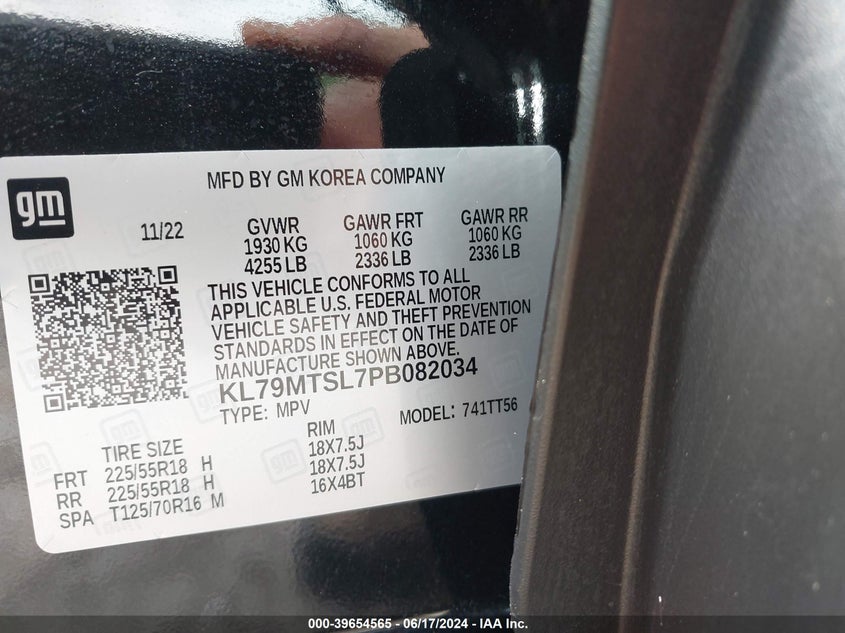 gm
MFD BY GM KOREA COMPANY
11/22
GVWR
1930 KG
4255 LB
GAWR FRT
1060 KG
2336 LB
GAWR RR
1060 KG
2336 LB
THIS VEHICLE CONFORMS TO ALL
APPLICABLE U.S. FEDERAL MOTOR
VEHICLE SAFETY AND THEFT PREVENTION
STANDARDS IN EFFECT ON THE DATE OF
MANUFACTURE SHOWN ABOVE.
KL79MTSL7PB082034
TYPE: MPV MODEL: 741TT56
TIRE SIZE RIM
FRT 225/55R18 H 18X7.5J
RR 225/55R18 H 18X7.5J
SPA T125/70R16 M 16X4BT
000-39654565 - 06/17/2024 - IAA Inc.